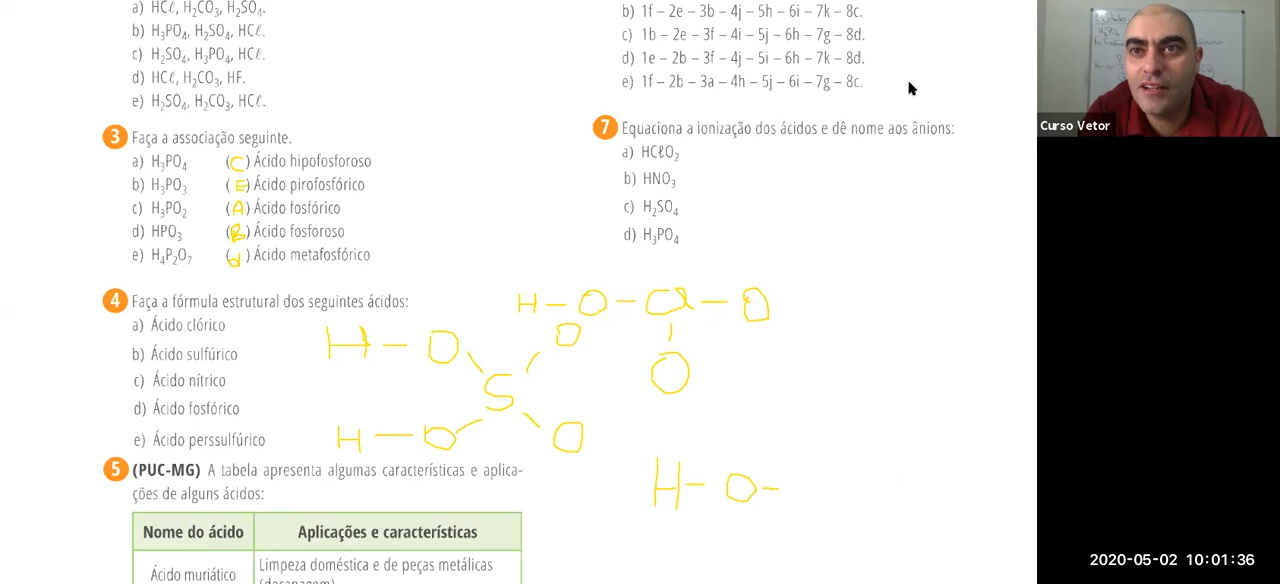 a) HCℓ, H₂CO₃, H₂SO₄.
b) H₃PO₄, H₂SO₄, HCℓ.
c) H₂SO₄, H₃PO₄, HCℓ.
d) HCℓ, H₂CO₃, HF.
e) H₂SO₄, H₂CO₃, HCℓ.
3 Faça a associação seguinte.
a) H₃PO₄ (C) Ácido hipofosforoso
b) H₃PO₃ (E) Ácido pirofosfórico
c) H₃PO₂ (A) Ácido fosfórico
d) HPO₃ (B) Ácido fosforoso
e) H₄P₂O₇ (d) Ácido metafosfórico
4 Faça a fórmula estrutural dos seguintes ácidos:
a) Ácido clórico
b) Ácido sulfúrico
c) Ácido nítrico
d) Ácido fosfórico
e) Ácido perssulfúrico
H – O – Cl – O
O
H – O O
S
H – O O
H – O –
5 (PUC-MG) A tabela apresenta algumas características e aplica-
ções de alguns ácidos:
Nome do ácido Aplicações e características
Ácido muriático Limpeza doméstica e de peças metálicas
(decapagem)
b) 1f – 2e – 3b – 4j – 5h – 6i – 7k – 8c.
c) 1b – 2e – 3f – 4i – 5j – 6h – 7g – 8d.
d) 1e – 2b – 3f – 4j – 5i – 6h – 7k – 8d.
e) 1f – 2b – 3a – 4h – 5j – 6i – 7g – 8c.
7 Equaciona a ionização dos ácidos e dê nome aos ânions:
a) HCℓO₂
b) HNO₃
c) H₂SO₄
d) H₃PO₄
Curso Vetor
2020-05-02 10:01:36